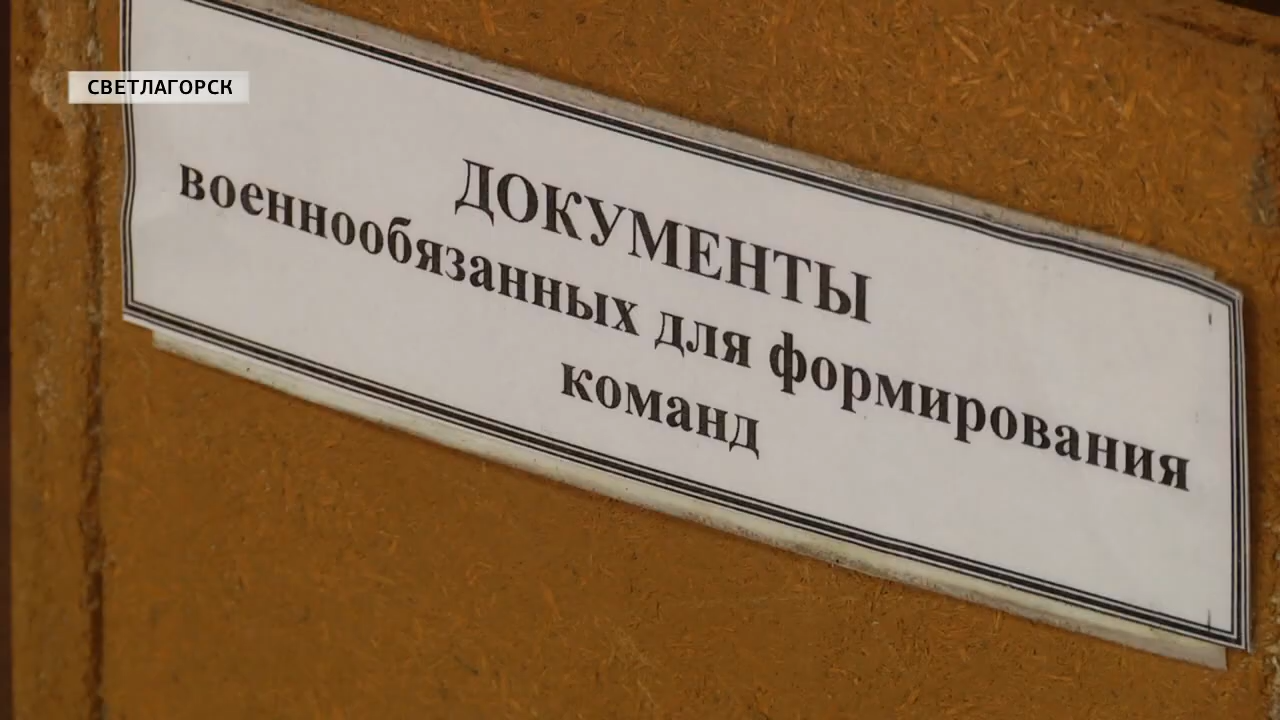 СВЕТЛАГОРСК
ДОКУМЕНТЫ
военнообязанных для формирования
команд